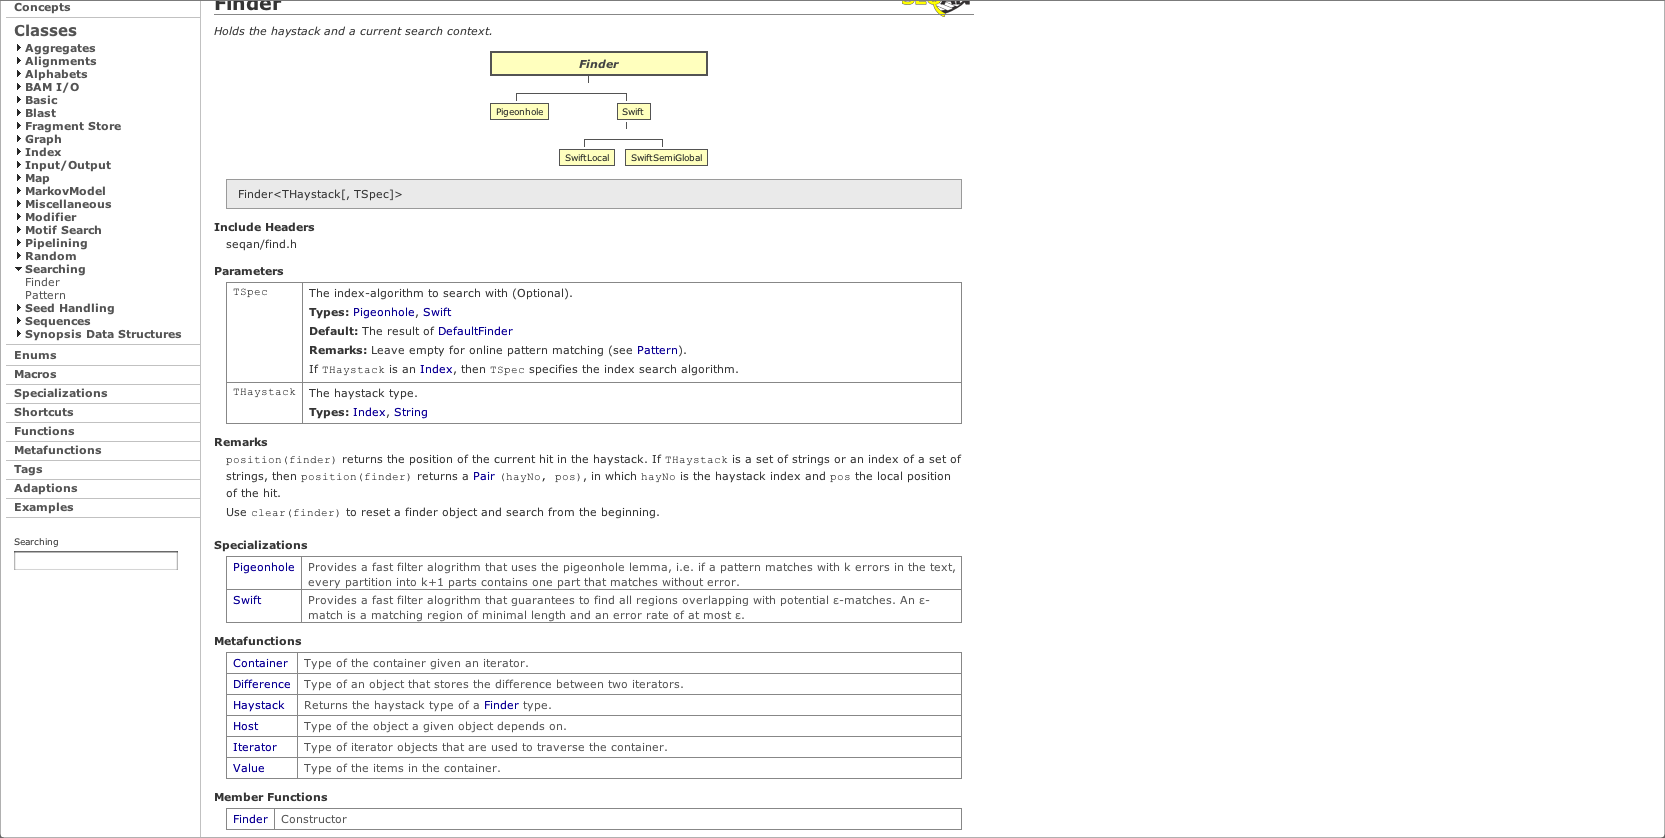 Concepts
Classes
Aggregates
Alignments
Alphabets
BAM I/O
Basic
Blast
Fragment Store
Graph
Index
Input/Output
Map
MarkovModel
Miscellaneous
Modifier
Motif Search
Pipelining
Random
Searching
Finder
Pattern
Seed Handling
Sequences
Synopsis Data Structures
Enums
Macros
Specializations
Shortcuts
Functions
Metafunctions
Tags
Adaptions
Examples
Searching
Finder
Holds the haystack and a current search context.
Finder
Pigeonhole
Swift
SwiftLocal
SwiftSemiGlobal
Finder<THaystack[, TSpec]>
Include Headers
seqan/find.h
Parameters
TSpec
The index-algorithm to search with (Optional).
Types: Pigeonhole, Swift
Default: The result of DefaultFinder
Remarks: Leave empty for online pattern matching (see Pattern).
If THaystack is an Index, then TSpec specifies the index search algorithm.
THaystack
The haystack type.
Types: Index, String
Remarks
position(finder) returns the position of the current hit in the haystack. If THaystack is a set of strings or an index of a set of
strings, then position(finder) returns a Pair (hayNo, pos), in which hayNo is the haystack index and pos the local position
of the hit.
Use clear(finder) to reset a finder object and search from the beginning.
Specializations
Pigeonhole
Provides a fast filter alogrithm that uses the pigeonhole lemma, i.e. if a pattern matches with k errors in the text,
every partition into k+1 parts contains one part that matches without error.
Swift
Provides a fast filter alogrithm that guarantees to find all regions overlapping with potential ε-matches. An ε-
match is a matching region of minimal length and an error rate of at most ε.
Metafunctions
Container
Type of the container given an iterator.
Difference
Type of an object that stores the difference between two iterators.
Haystack
Returns the haystack type of a Finder type.
Host
Type of the object a given object depends on.
Iterator
Type of iterator objects that are used to traverse the container.
Value
Type of the items in the container.
Member Functions
Finder
Constructor